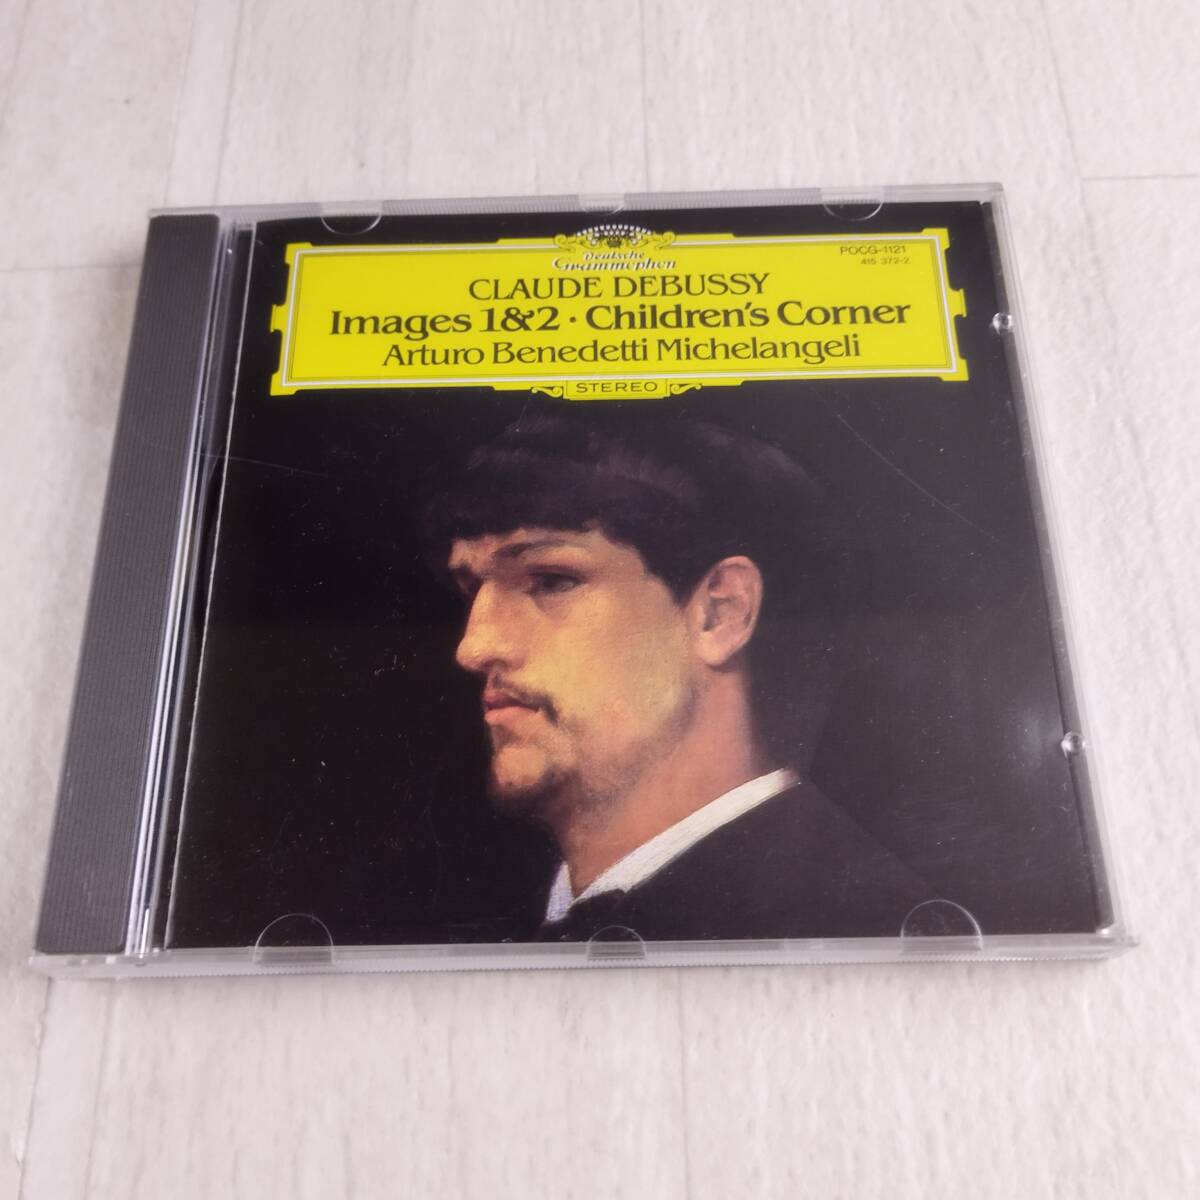 Deutsche
Grammophon
POCG-1121
415 372-2
CLAUDE DEBUSSY
Images 1&2 · Children's Corner
Arturo Benedetti Michelangeli
STEREO